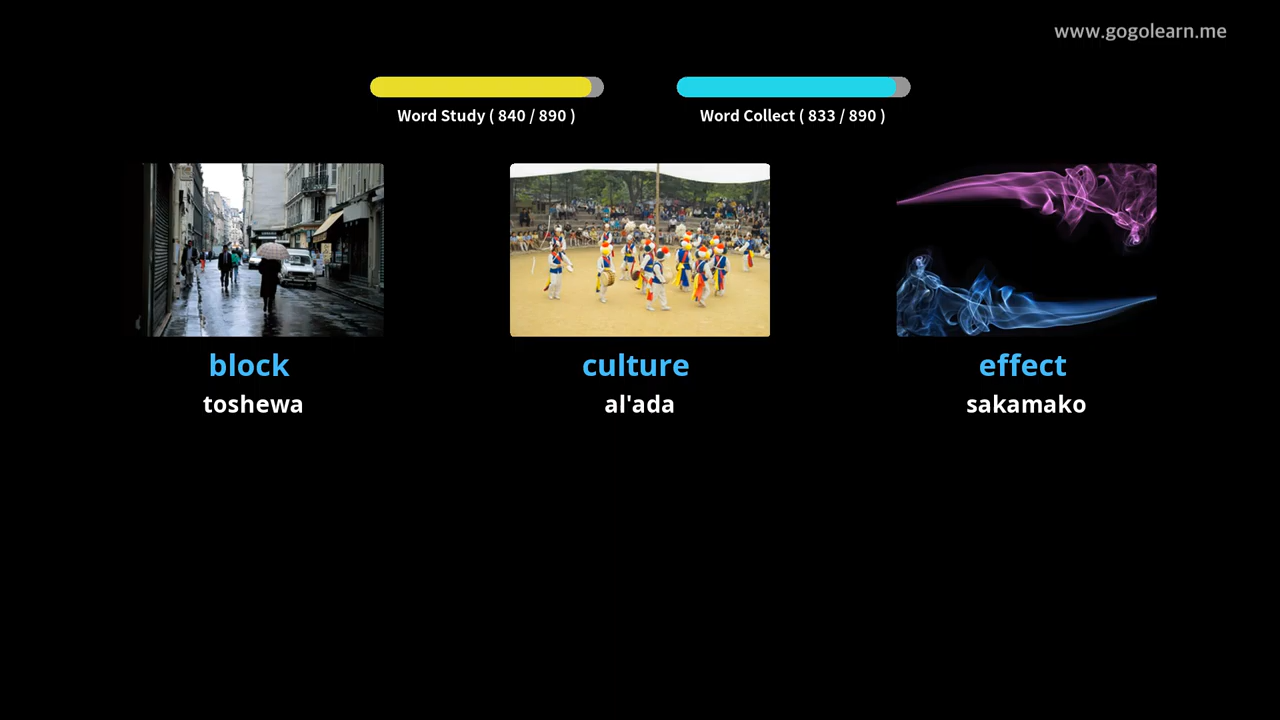 www.gogolearn.me
Word Study ( 840 / 890 )
Word Collect ( 833 / 890 )
block
culture
effect
toshewa
al'ada
sakamako